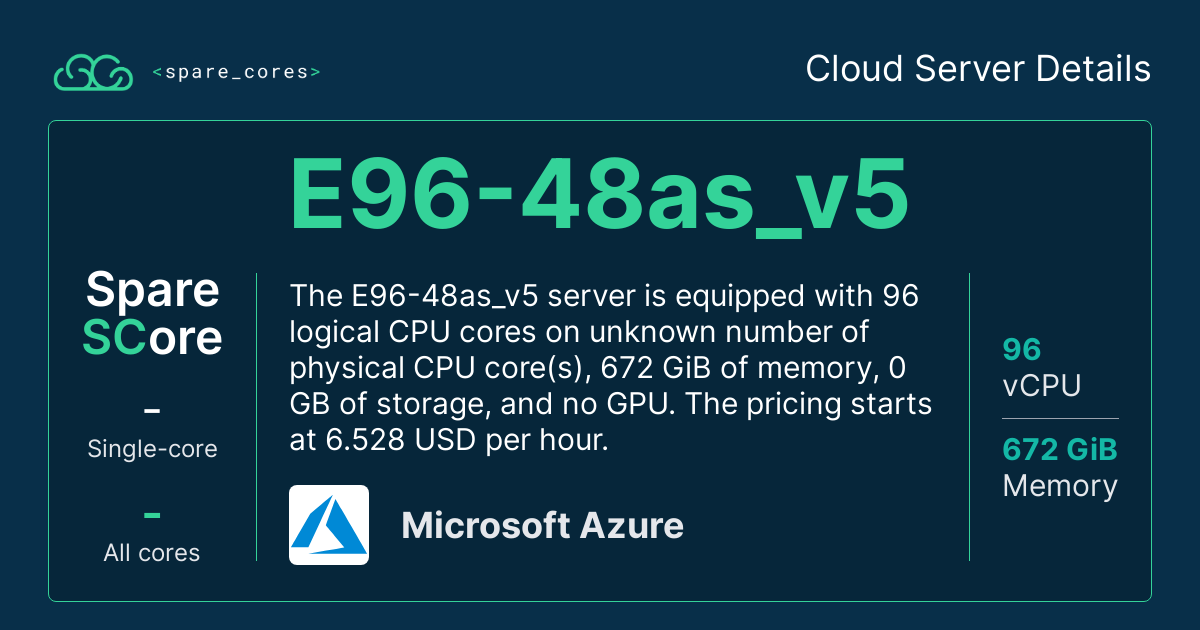 <spare_cores>
Cloud Server Details
E96-48as_v5
Spare
SCore
–
Single-core
–
All cores
The E96-48as_v5 server is equipped with 96
logical CPU cores on unknown number of
physical CPU core(s), 672 GiB of memory, 0
GB of storage, and no GPU. The pricing starts
at 6.528 USD per hour.
Microsoft Azure
96
vCPU
672 GiB
Memory